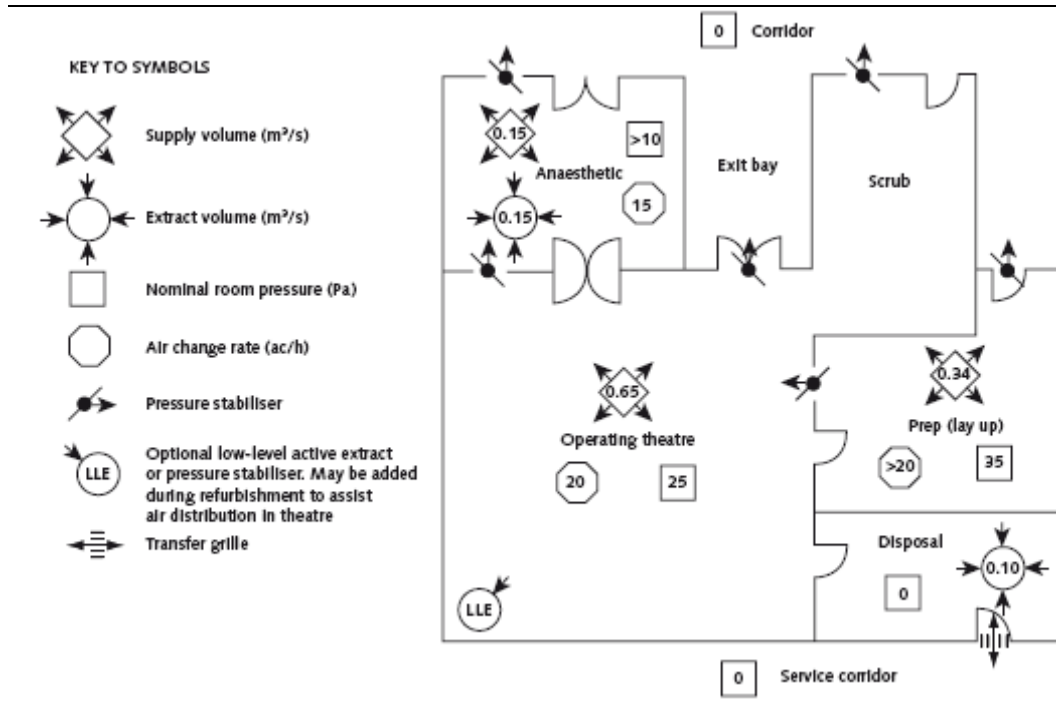 KEY TO SYMBOLS
Supply volume (m³/s)
Extract volume (m³/s)
Nominal room pressure (Pa)
Air change rate (ac/h)
Pressure stabiliser
LLE
Optional low-level active extract
or pressure stabiliser. May be added
during refurbishment to assist
air distribution in theatre
Transfer grille
0 Corridor
0.15
>10
Anaesthetic
0.15
15
Exit bay
Scrub
0.65
Operating theatre
20
25
0.34
Prep (lay up)
>20
35
Disposal
0.10
0
LLE
0 Service corridor